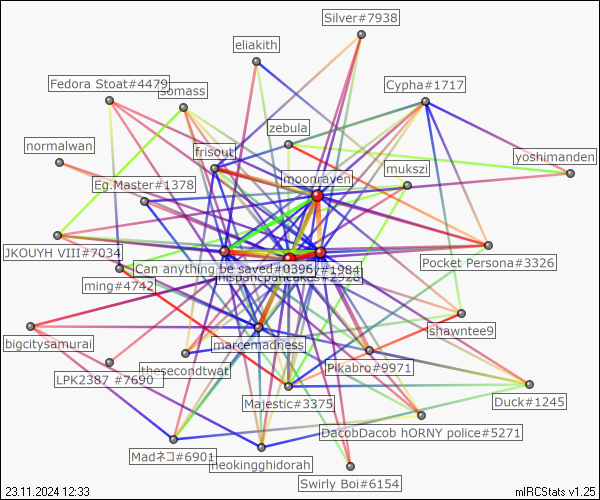 Silver#7938
eliakith
Fedora Stoat#4479
somass
Cypha#1717
zebula
normalwan
frisout
mukszi
yoshimanden
moonraven
Eg.Master#1378
JKOUYH VIII#7034
Pocket Persona#3326
Can anything be saved#0396
y#1984
ming#4742
shawntee9
bigcitysamurai
marcemadness
thesecondtwat
Pikabro#9971
LPK2387 #7690
Majestic#3375
Duck#1245
DacobDacob hORNY police#5271
Madネコ#6901
neokingghidorah
Swirly Boi#6154
23.11.2024 12:33
mIRCStats v1.25